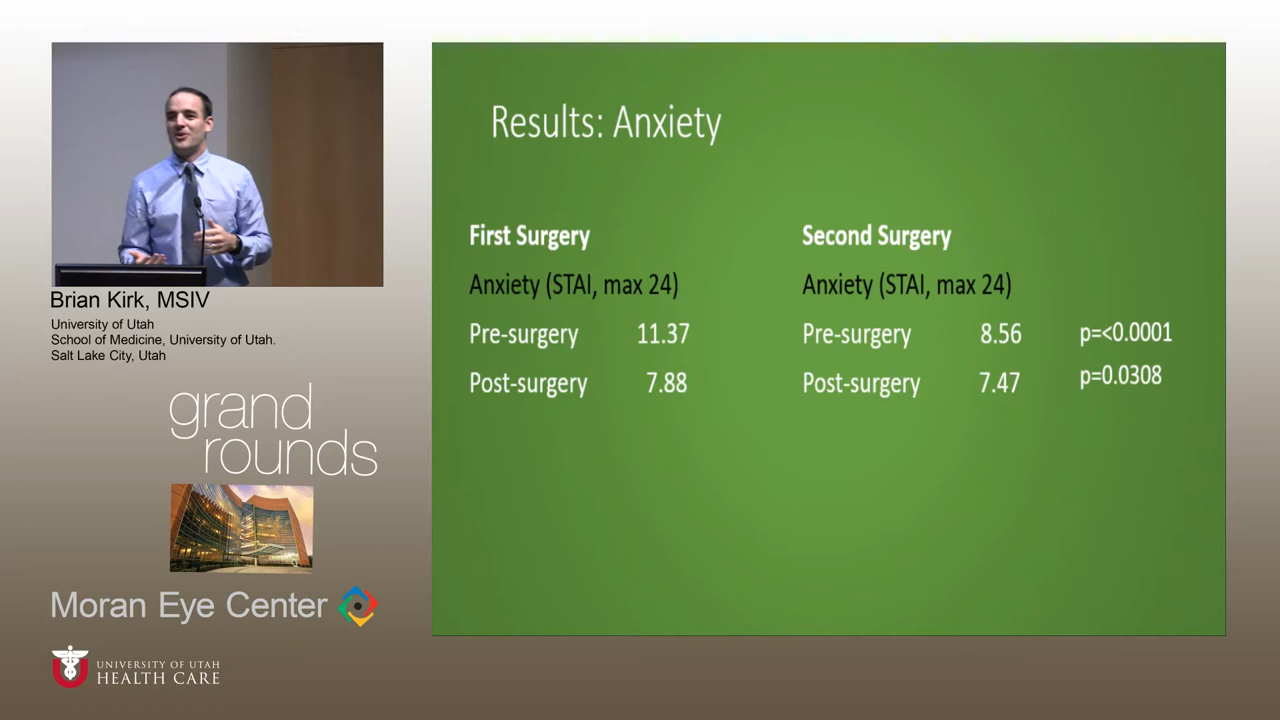 Brian Kirk, MSIV
University of Utah
School of Medicine, University of Utah.
Salt Lake City, Utah
grand
rounds
Moran Eye Center
UNIVERSITY OF UTAH
HEALTH CARE
Results: Anxiety
First Surgery
Anxiety (STAI, max 24)
Pre-surgery 11.37
Post-surgery 7.88
Second Surgery
Anxiety (STAI, max 24)
Pre-surgery 8.56 p=<0.0001
Post-surgery 7.47 p=0.0308